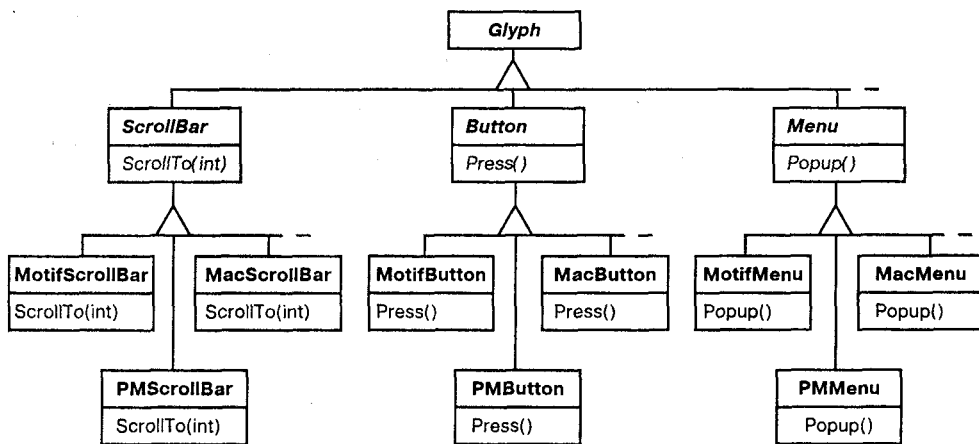 Glyph
ScrollBar
ScrollTo(int)
Button
Press()
Menu
Popup()
MotifScrollBar
ScrollTo(int)
MacScrollBar
ScrollTo(int)
MotifButton
Press()
MacButton
Press()
MotifMenu
Popup()
MacMenu
Popup()
PMScrollBar
ScrollTo(int)
PMButton
Press()
PMMenu
Popup()